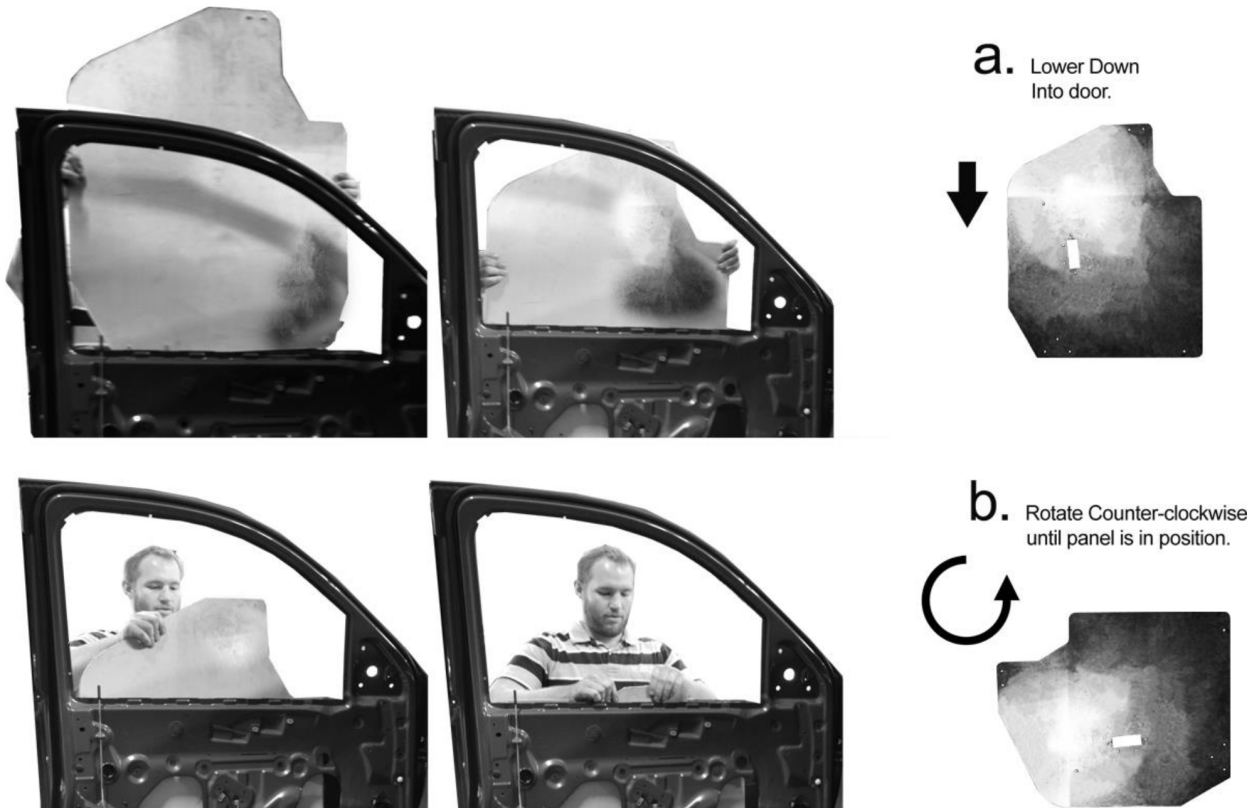 a. Lower Down
Into door.
b. Rotate Counter-clockwise
until panel is in position.